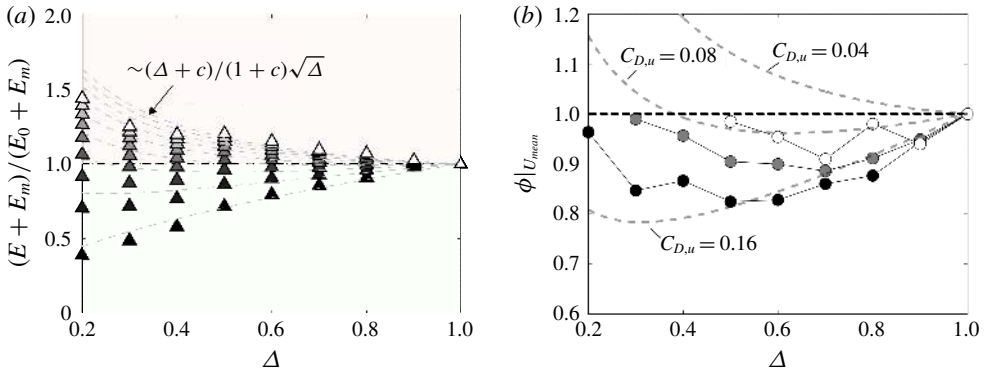 (a)
2.0
1.5
1.0
0.5
0
(E + E_m)/(E_0 + E_m)
~(Δ + c)/(1 + c)√Δ
0.2 0.4 0.6 0.8 1.0
Δ
(b)
1.2
1.1
1.0
0.9
0.8
0.7
0.6
ϕ|U_mean
C_D,u = 0.08
C_D,u = 0.04
C_D,u = 0.16
0.2 0.4 0.6 0.8 1.0
Δ